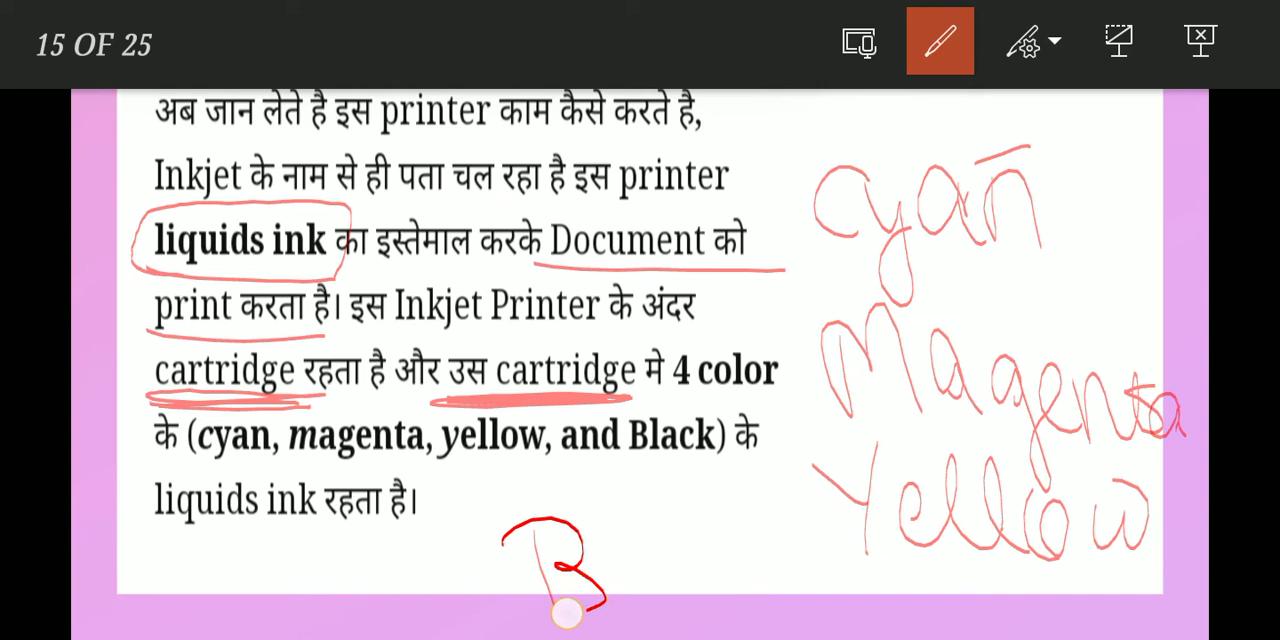 15 OF 25
अब जान लेते है इस printer काम कैसे करते है,
Inkjet के नाम से ही पता चल रहा है इस printer
liquids ink का इस्तेमाल करके Document को
print करता है। इस Inkjet Printer के अंदर
cartridge रहता है और उस cartridge मे 4 color
के (cyan, magenta, yellow, and Black) के
liquids ink रहता है।
cyan
Magenta
Yellow
B